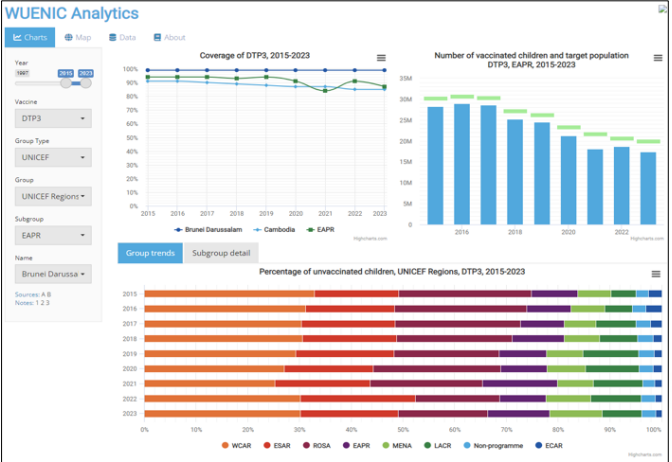 WUENIC Analytics
Charts Map Data About
Year
1997 2015 2023
Vaccine
DTP3
Group Type
UNICEF
Group
UNICEF Regions
Subgroup
EAPR
Name
Brunei Darussa
Sources: A B
Notes: 1 2 3
Coverage of DTP3, 2015-2023
100%
90%
80%
70%
60%
50%
40%
30%
20%
10%
0%
2015 2016 2017 2018 2019 2020 2021 2022 2023
Brunei Darussalam Cambodia EAPR
Highcharts.com
Number of vaccinated children and target population
DTP3, EAPR, 2015-2023
35M
30M
25M
20M
15M
10M
5M
0M
2016 2018 2020 2022
Highcharts.com
Group trends Subgroup detail
Percentage of unvaccinated children, UNICEF Regions, DTP3, 2015-2023
2015
2016
2017
2018
2019
2020
2021
2022
2023
0% 10% 20% 30% 40% 50% 60% 70% 80% 90% 100%
WCAR ESAR ROSA EAPR MENA LACR Non-programme ECAR
Highcharts.com